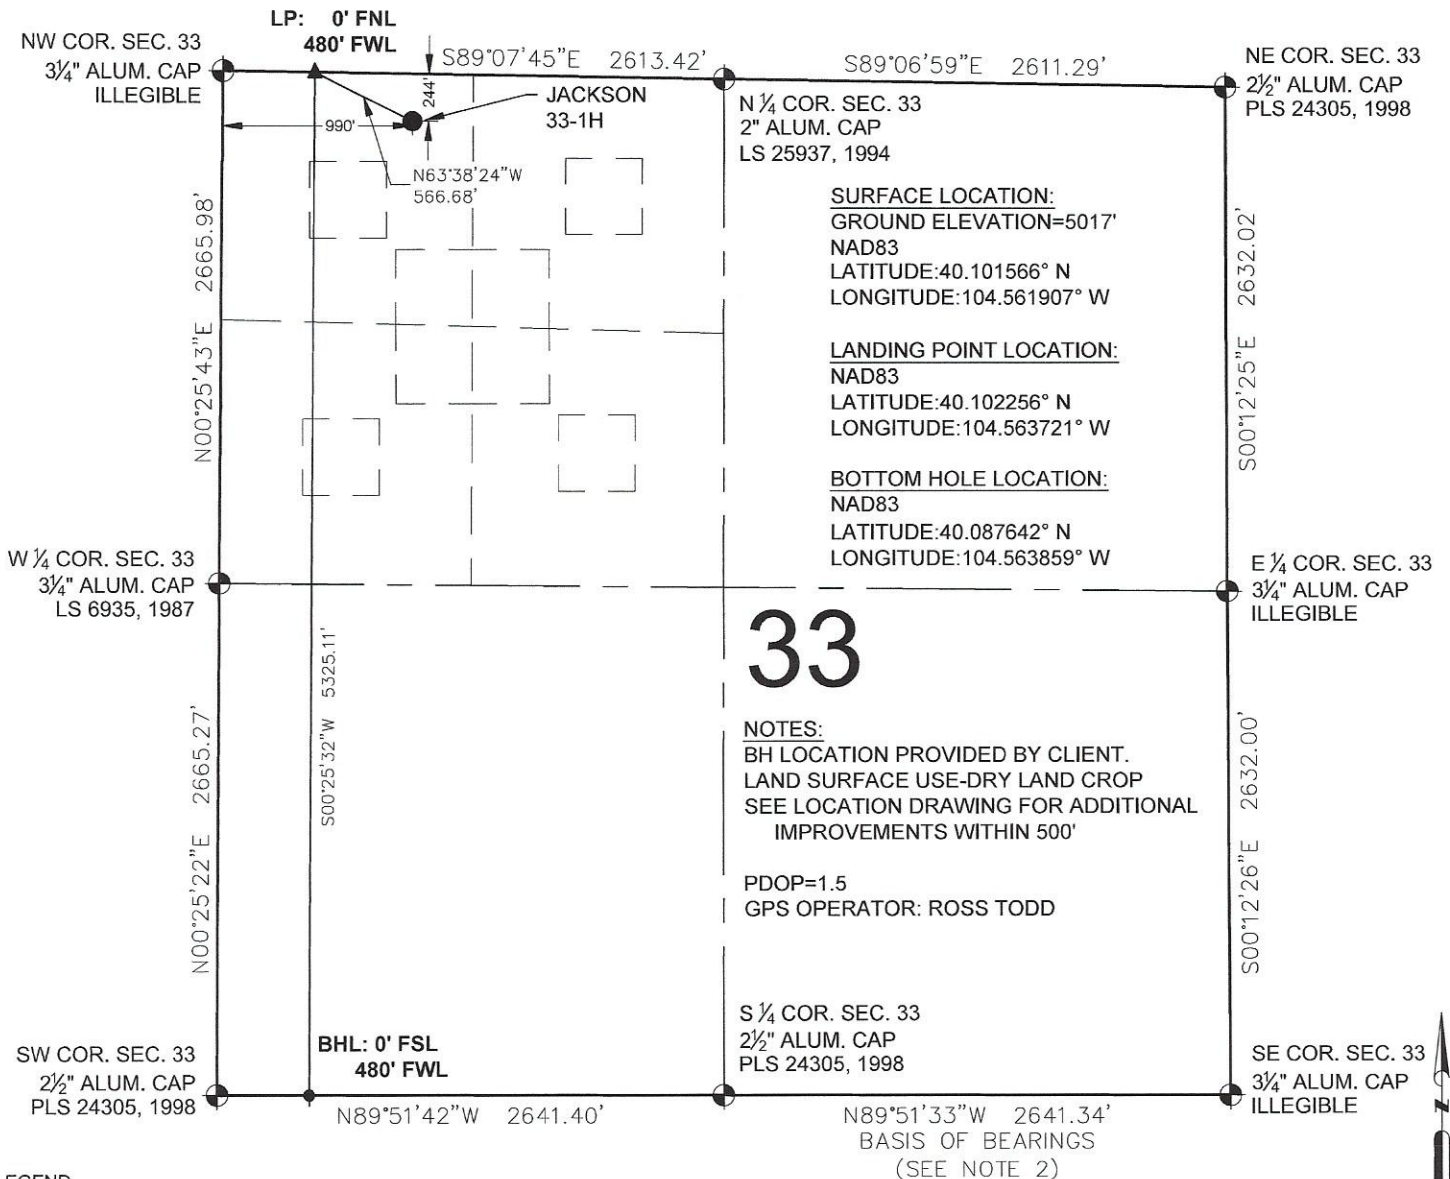 LP: 0' FNL
480' FWL
NW COR. SEC. 33
3¼" ALUM. CAP
ILLEGIBLE
S89°07'45"E 2613.42'
S89°06'59"E 2611.29'
NE COR. SEC. 33
2½" ALUM. CAP
PLS 24305, 1998
244'
JACKSON
33-1H
990'
N ¼ COR. SEC. 33
2" ALUM. CAP
LS 25937, 1994
N63°38'24"W
566.68'
N00°25'43"E 2665.98'
SURFACE LOCATION:
GROUND ELEVATION=5017'
NAD83
LATITUDE:40.101566° N
LONGITUDE:104.561907° W
S00°12'25"E 2632.02'
LANDING POINT LOCATION:
NAD83
LATITUDE:40.102256° N
LONGITUDE:104.563721° W
BOTTOM HOLE LOCATION:
NAD83
LATITUDE:40.087642° N
LONGITUDE:104.563859° W
W ¼ COR. SEC. 33
3¼" ALUM. CAP
LS 6935, 1987
E ¼ COR. SEC. 33
3¼" ALUM. CAP
ILLEGIBLE
33
S00°25'32"W 5325.11'
N00°25'22"E 2665.27'
NOTES:
BH LOCATION PROVIDED BY CLIENT.
LAND SURFACE USE-DRY LAND CROP
SEE LOCATION DRAWING FOR ADDITIONAL
IMPROVEMENTS WITHIN 500'
PDOP=1.5
GPS OPERATOR: ROSS TODD
S00°12'26"E 2632.00'
SW COR. SEC. 33
2½" ALUM. CAP
PLS 24305, 1998
BHL: 0' FSL
480' FWL
S ¼ COR. SEC. 33
2½" ALUM. CAP
PLS 24305, 1998
SE COR. SEC. 33
3¼" ALUM. CAP
ILLEGIBLE
N89°51'42"W 2641.40'
N89°51'33"W 2641.34'
BASIS OF BEARINGS
(SEE NOTE 2)